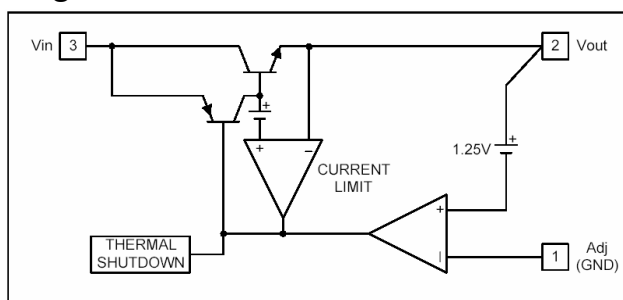 Vin 3
2 Vout
+
+ −
CURRENT
LIMIT
1.25V
+
+
−
THERMAL
SHUTDOWN
1 Adj
(GND)